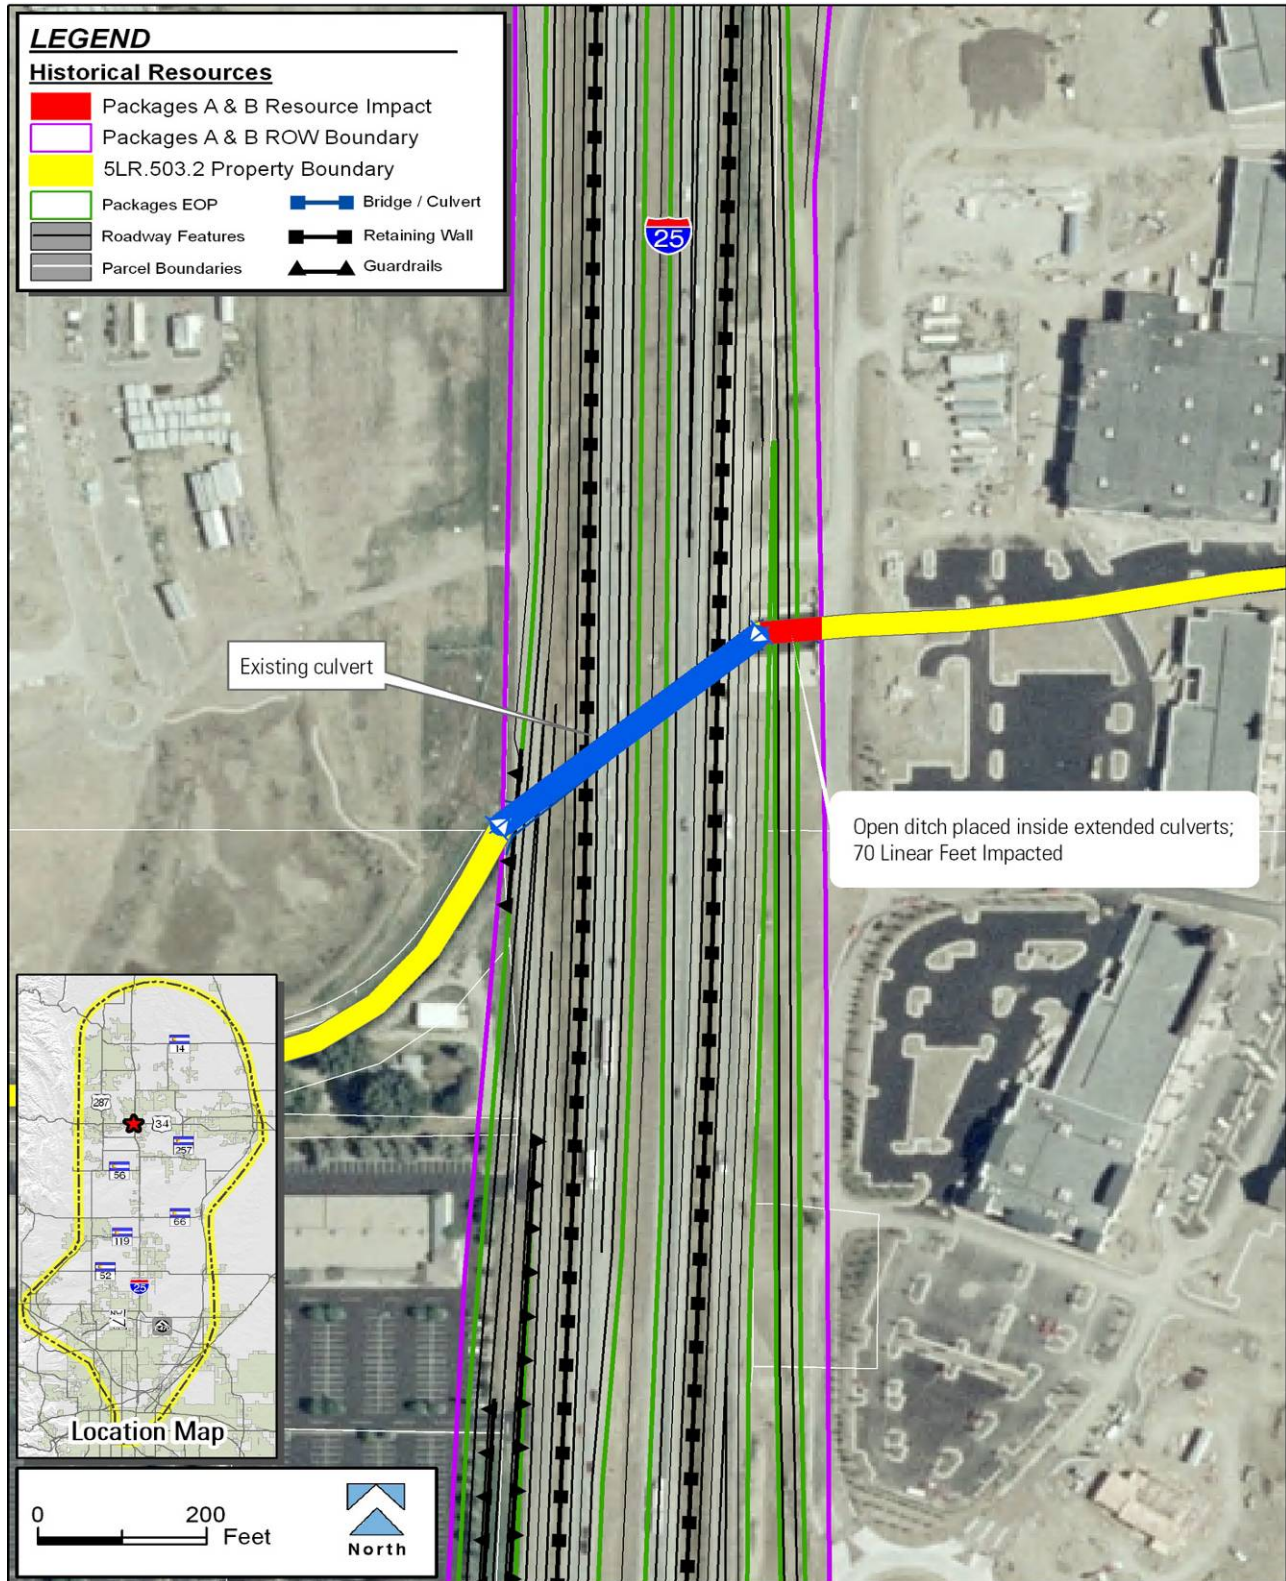 LEGEND
Historical Resources
Packages A & B Resource Impact
Packages A & B ROW Boundary
5LR.503.2 Property Boundary
Packages EOP
Bridge / Culvert
Roadway Features
Retaining Wall
Parcel Boundaries
Guardrails
25
Existing culvert
Open ditch placed inside extended culverts;
70 Linear Feet Impacted
14
287
34
257
56
66
119
52
25
Location Map
0 200
Feet
North